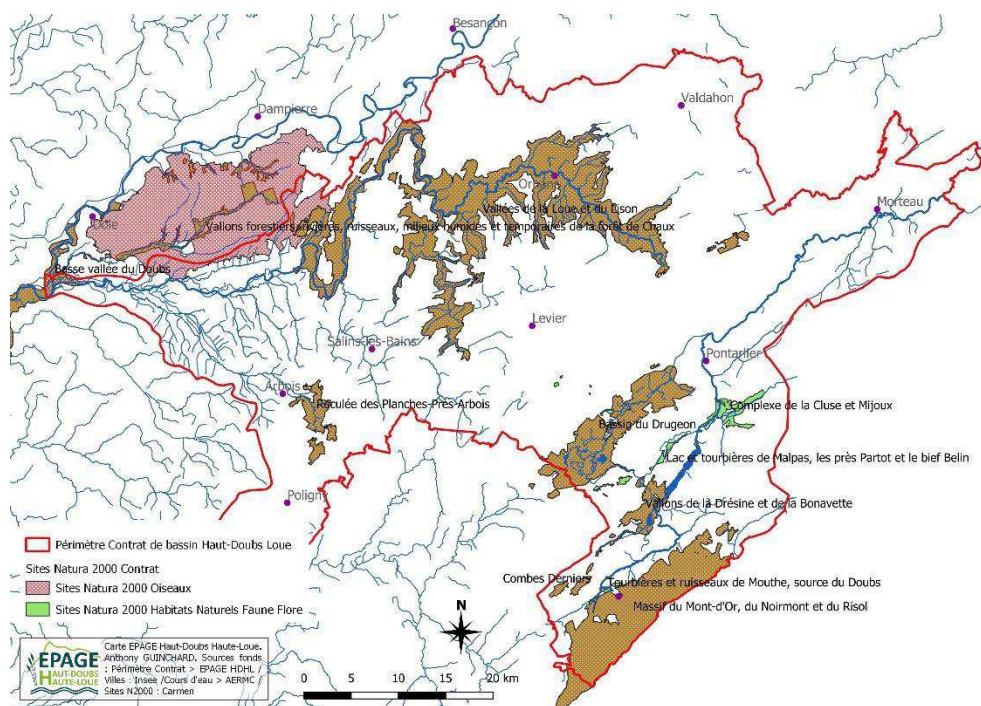 Besançon
Dampierre
Valdahon
Ornans
Morteau
Vallées de la Loue et du Lison
Dole
Vallons forestiers, rivières, ruisseaux, milieux humides et temporaires de la forêt de Chaux
Basse vallée du Doubs
Levier
Salins-les-Bains
Pontarlier
Arbois
Reculée des Planches-Près-Arbois
Complexe de la Cluse et Mijoux
Bassin du Drugeon
Lac et tourbières de Malpas, les près Partot et le bief Belin
Poligny
Vallons de la Drésine et de la Bonavette
Combes Derniers
Tourbières et ruisseaux de Mouthe, source du Doubs
Massif du Mont-d'Or, du Noirmont et du Risol
Périmètre Contrat de bassin Haut-Doubs Loue
Sites Natura 2000 Contrat
Sites Natura 2000 Oiseaux
Sites Natura 2000 Habitats Naturels Faune Flore
N
EPAGE
HAUT-DOUBS
HAUTE-LOUE
Carte EPAGE Haut-Doubs Haute-Loue.
Anthony GUINCHARD. Sources fonds
: Périmètre Contrat > EPAGE HDHL /
Villes : Insee /Cours d'eau > AERMC /
Sites N2000 : Carmen
0 5 10 15 20 km